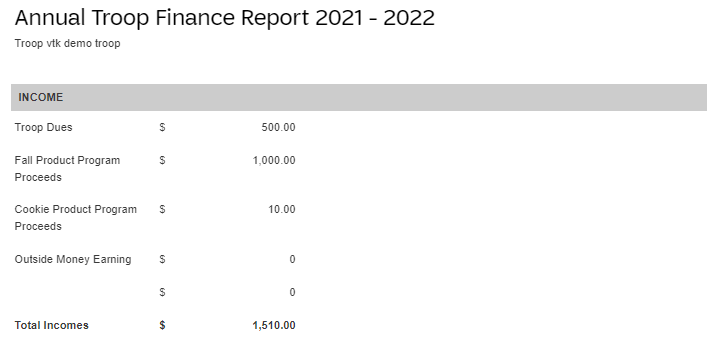 Annual Troop Finance Report 2021 - 2022
Troop vtk demo troop
INCOME
Troop Dues $ 500.00
Fall Product Program $ 1,000.00
Proceeds
Cookie Product Program $ 10.00
Proceeds
Outside Money Earning $ 0
$ 0
Total Incomes $ 1,510.00